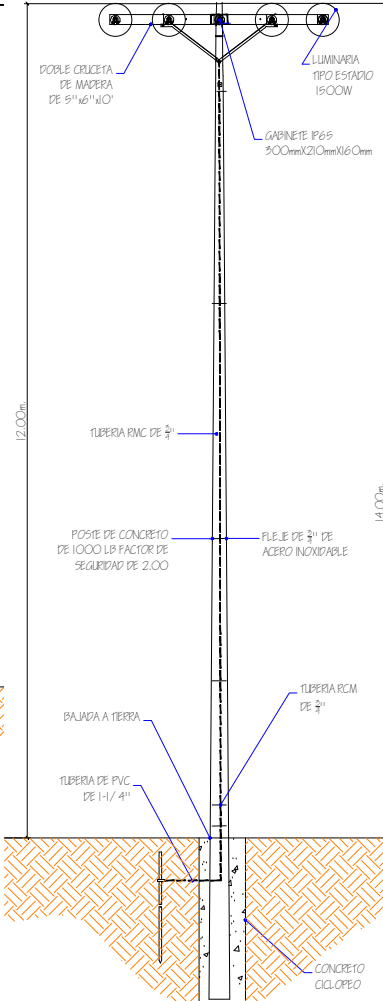 DOBLE CRUCETA
DE MADERA
DE 5"x6"x10'
LUMINARIA
TIPO ESTADIO
1500W
GABINETE IP65
300mmX210mmX160mm
12.00m.
TUBERIA RMC DE 3/4"
14.00m
POSTE DE CONCRETO
DE 1000 LB FACTOR DE
SEGURIDAD DE 2.00
FLEJE DE 3/4" DE
ACERO INOXIDABLE
TUBERIA RCM
DE 3/4"
BAJADA A TIERRA
TUBERIA DE PVC
DE 1-1/4"
CONCRETO
CICLOPEO